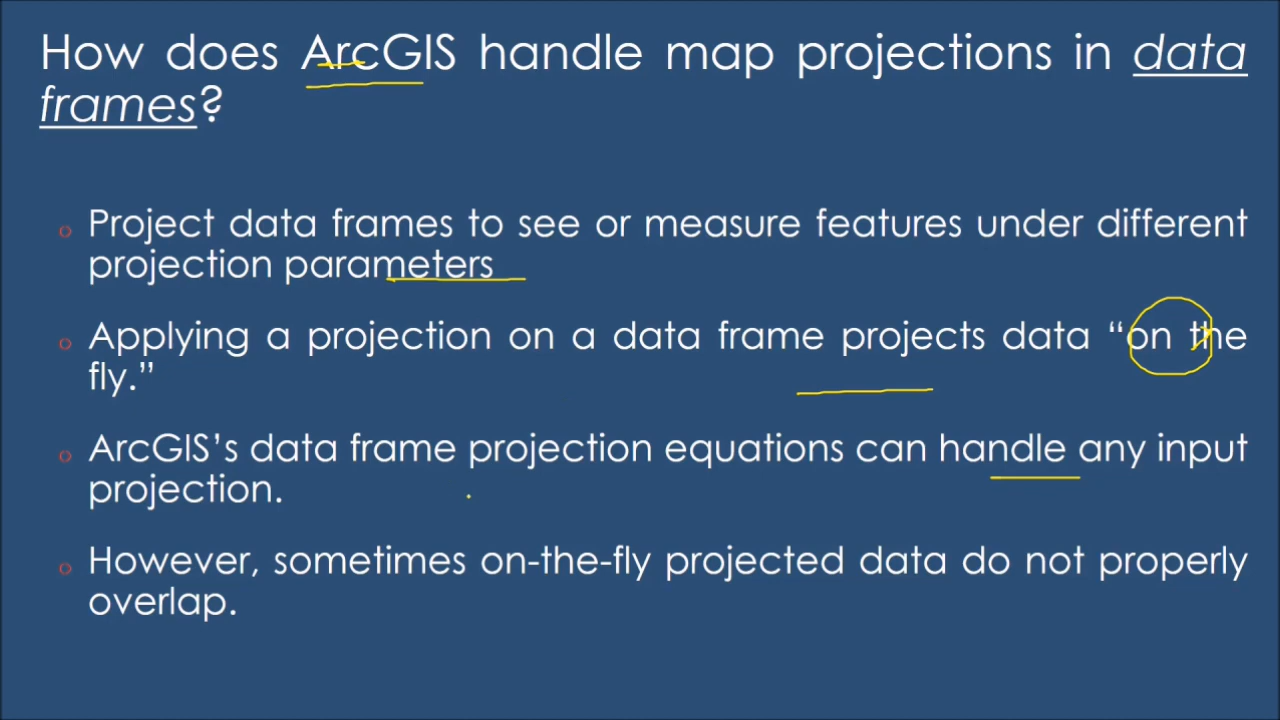 How does ArcGIS handle map projections in data
frames?
o Project data frames to see or measure features under different
projection parameters
o Applying a projection on a data frame projects data “on the
fly.”
o ArcGIS’s data frame projection equations can handle any input
projection.
o However, sometimes on-the-fly projected data do not properly
overlap.